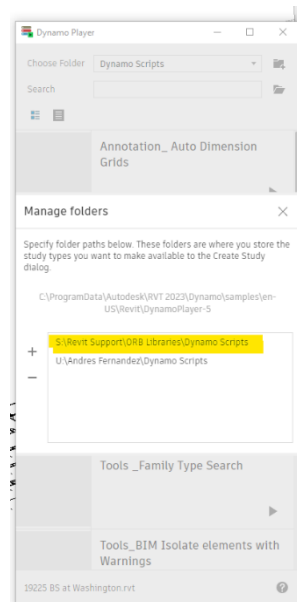 Dynamo Player
Choose Folder
Dynamo Scripts
Search
Annotation_ Auto Dimension
Grids
Manage folders
Specify folder paths below. These folders are where you store the
study types you want to make available to the Create Study
dialog.
C:\ProgramData\Autodesk\RVT 2023\Dynamo\samples\en-
US\Revit\DynamoPlayer-5
S:\Revit Support\ORB Libraries\Dynamo Scripts
U:\Andres Fernandez\Dynamo Scripts
Tools _Family Type Search
Tools_BIM Isolate elements with
Warnings
19225 BS at Washington.rvt